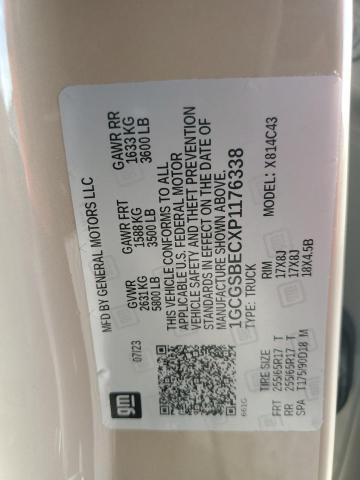 MFD BY GENERAL MOTORS LLC
07/23
GVWR
2631 KG
5800 LB
GAWR FRT
1588 KG
3500 LB
GAWR RR
1633 KG
3600 LB
THIS VEHICLE CONFORMS TO ALL
APPLICABLE U.S. FEDERAL MOTOR
VEHICLE SAFETY AND THEFT PREVENTION
STANDARDS IN EFFECT ON THE DATE OF
MANUFACTURE SHOWN ABOVE.
1GCGSBECXP1176338
TYPE: TRUCK
MODEL: X814C43
gm
661G
TIRE SIZE RIM
FRT 255/65R17 T 17X8J
RR 255/65R17 T 17X8J
SPA T175/90D18 M 18X4.5B